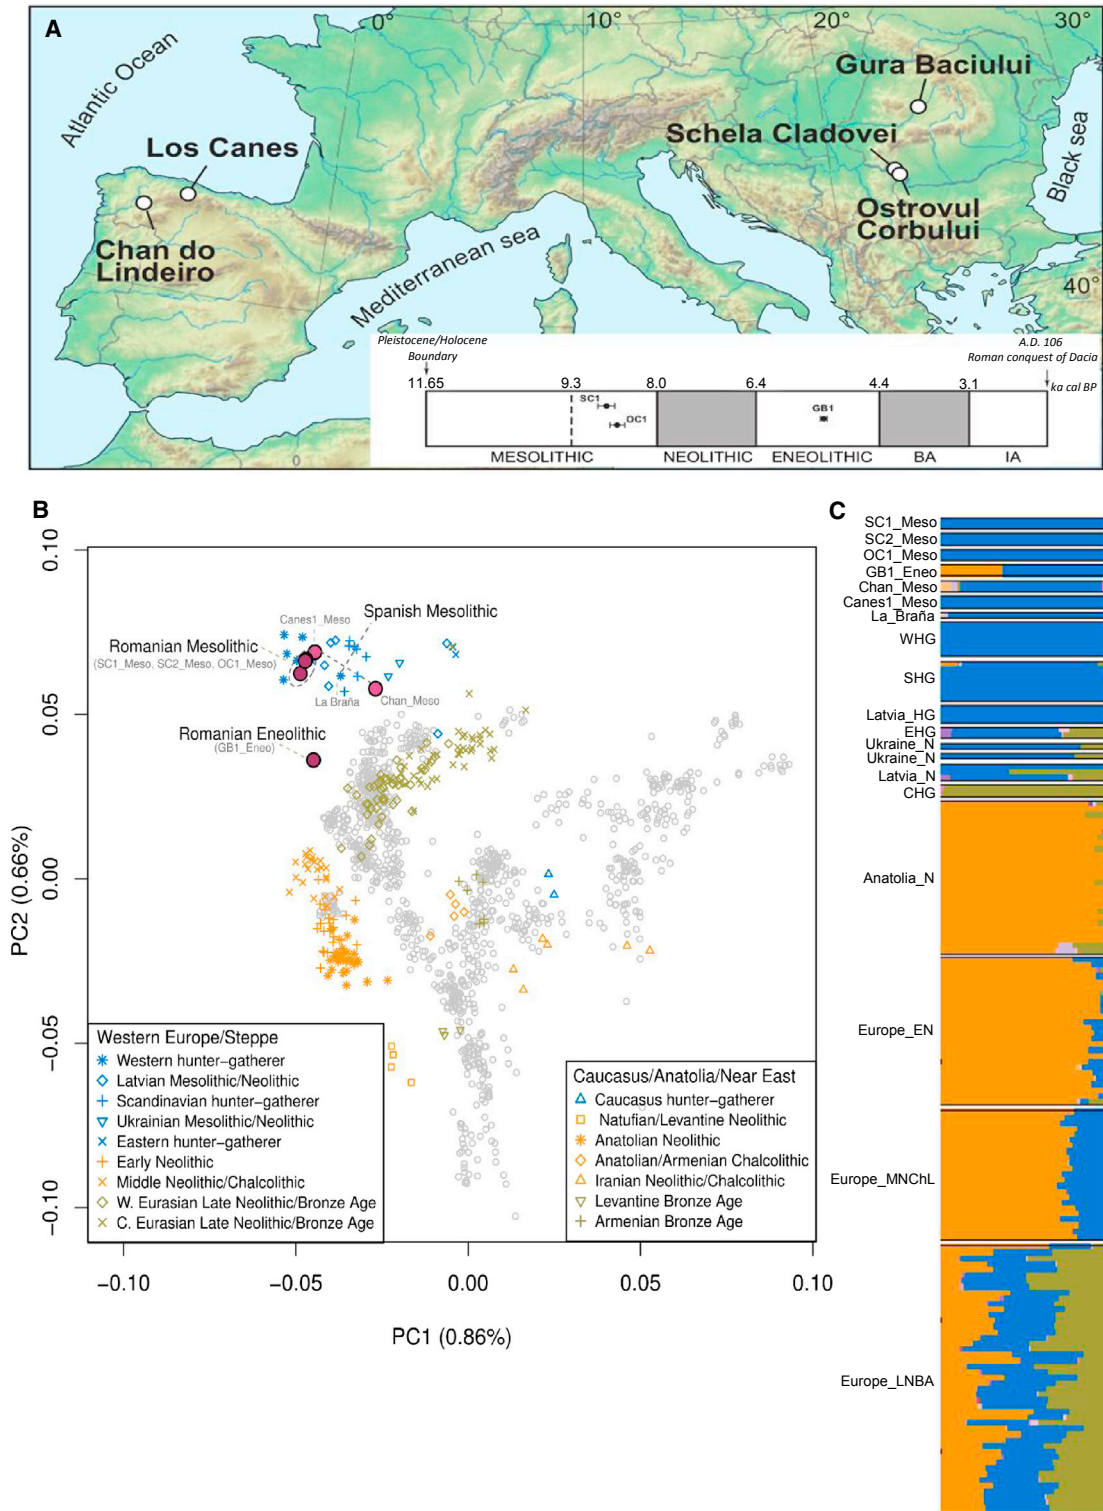 A
0°
10°
20°
30°
Atlantic Ocean
Gura Baciului
Los Canes
Schela Cladovei
Black sea
Ostrovul
Corbului
Chan do
Lindeiro
Mediterranean sea
40°
0
Pleistocene/Holocene
Boundary
A.D. 106
Roman conquest of Dacia
11.65
9.3
8.0
6.4
4.4
3.1
ka cal BP
SC1
OC1
GB1
MESOLITHIC
NEOLITHIC
ENEOLITHIC
BA
IA
B
PC2 (0.66%)
0.10
0.05
0.00
−0.05
−0.10
Canes1_Meso
Spanish Mesolithic
Romanian Mesolithic
(SC1_Meso, SC2_Meso, OC1_Meso)
La Braña
Chan_Meso
Romanian Eneolithic
(GB1_Eneo)
Western Europe/Steppe
Western hunter−gatherer
Latvian Mesolithic/Neolithic
Scandinavian hunter−gatherer
Ukrainian Mesolithic/Neolithic
Eastern hunter−gatherer
Early Neolithic
Middle Neolithic/Chalcolithic
W. Eurasian Late Neolithic/Bronze Age
C. Eurasian Late Neolithic/Bronze Age
Caucasus/Anatolia/Near East
Caucasus hunter−gatherer
Natufian/Levantine Neolithic
Anatolian Neolithic
Anatolian/Armenian Chalcolithic
Iranian Neolithic/Chalcolithic
Levantine Bronze Age
Armenian Bronze Age
−0.10
−0.05
0.00
0.05
0.10
PC1 (0.86%)
C
SC1_Meso
SC2_Meso
OC1_Meso
GB1_Eneo
Chan_Meso
Canes1_Meso
La_Braña
WHG
SHG
Latvia_HG
EHG
Ukraine_N
Ukraine_N
Latvia_N
CHG
Anatolia_N
Europe_EN
Europe_MNChL
Europe_LNBA